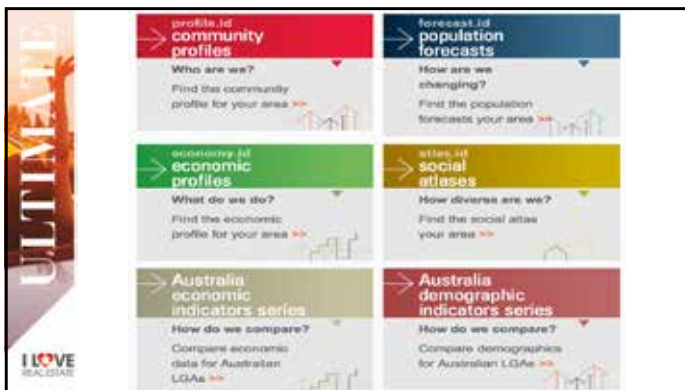 ULTIMATE
I LOVE
REAL ESTATE
profile.id
community
profiles
Who are we?
Find the community
profile for your area >>
forecast.id
population
forecasts
How are we
changing?
Find the population
forecasts your area >>
economy.id
economic
profiles
What do we do?
Find the economic
profile for your area >>
atlas.id
social
atlases
How diverse are we?
Find the social atlas
your area >>
Australia
economic
indicators series
How do we compare?
Compare economic
data for Australian
LGAs >>
Australia
demographic
indicators series
How do we compare?
Compare demographics
for Australian LGAs >>